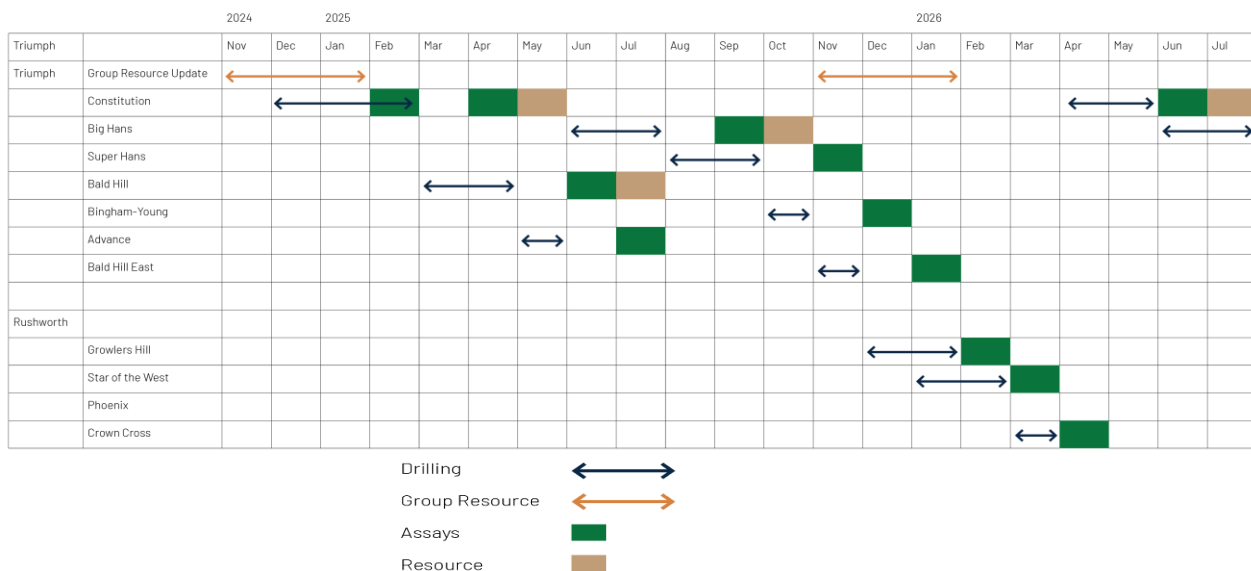 2024 2025 2026
Triumph Nov Dec Jan Feb Mar Apr May Jun Jul Aug Sep Oct Nov Dec Jan Feb Mar Apr May Jun Jul
Triumph Group Resource Update
Constitution
Big Hans
Super Hans
Bald Hill
Bingham-Young
Advance
Bald Hill East
Rushworth
Growlers Hill
Star of the West
Phoenix
Crown Cross
Drilling
Group Resource
Assays
Resource